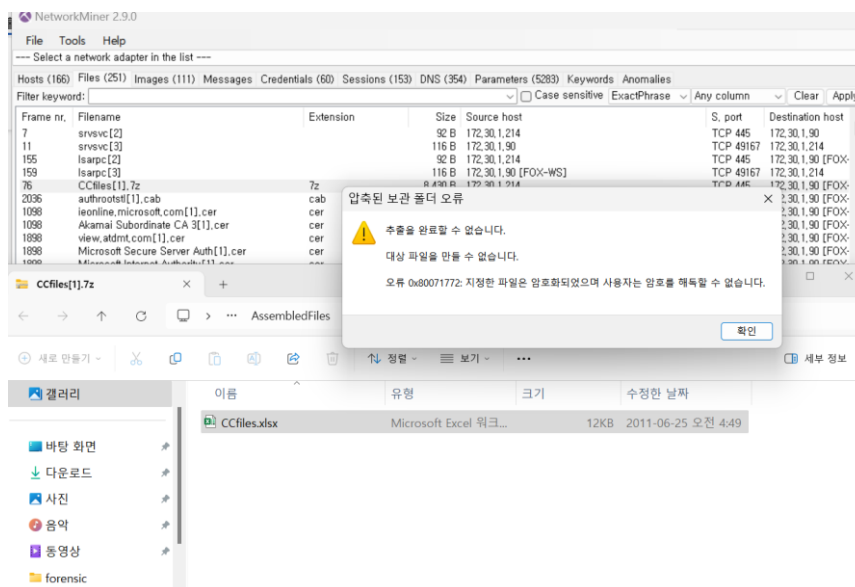 NetworkMiner 2.9.0
File Tools Help
--- Select a network adapter in the list ---
Hosts (166) Files (251) Images (111) Messages Credentials (60) Sessions (153) DNS (354) Parameters (5283) Keywords Anomalies
Filter keyword: Case sensitive ExactPhrase Any column Clear Apply
Frame nr. Filename Extension Size Source host S. port Destination host
7 srvsvc[2] 92 B 172.30.1.214 TCP 445 172.30.1.90
11 srvsvc[3] 116 B 172.30.1.90 TCP 49167 172.30.1.214
155 lsarpc[2] 92 B 172.30.1.214 TCP 445 172.30.1.90 [FOX-
159 lsarpc[3] 116 B 172.30.1.90 [FOX-WS] TCP 49167 172.30.1.214
76 CCfiles[1].7z 7z 8 430 B 172.30.1.214 TCP 445 172.30.1.90 [FOX-
2036 authrootstl[1].cab cab
1098 ieonline.microsoft.com[1].cer cer
1098 Akamai Subordinate CA 3[1].cer cer
1898 view.atdmt.com[1].cer cer
1898 Microsoft Secure Server Auth[1].cer cer
압축된 보관 폴더 오류
추출을 완료할 수 없습니다.
대상 파일을 만들 수 없습니다.
오류 0x80071772: 지정한 파일은 암호화되었으며 사용자는 암호를 해독할 수 없습니다.
확인
CCfiles[1].7z
AssembledFiles
새로 만들기 정렬 보기 세부 정보
갤러리
이름 유형 크기 수정한 날짜
CCfiles.xlsx Microsoft Excel 워크... 12KB 2011-06-25 오전 4:49
바탕 화면
다운로드
사진
음악
동영상
forensic